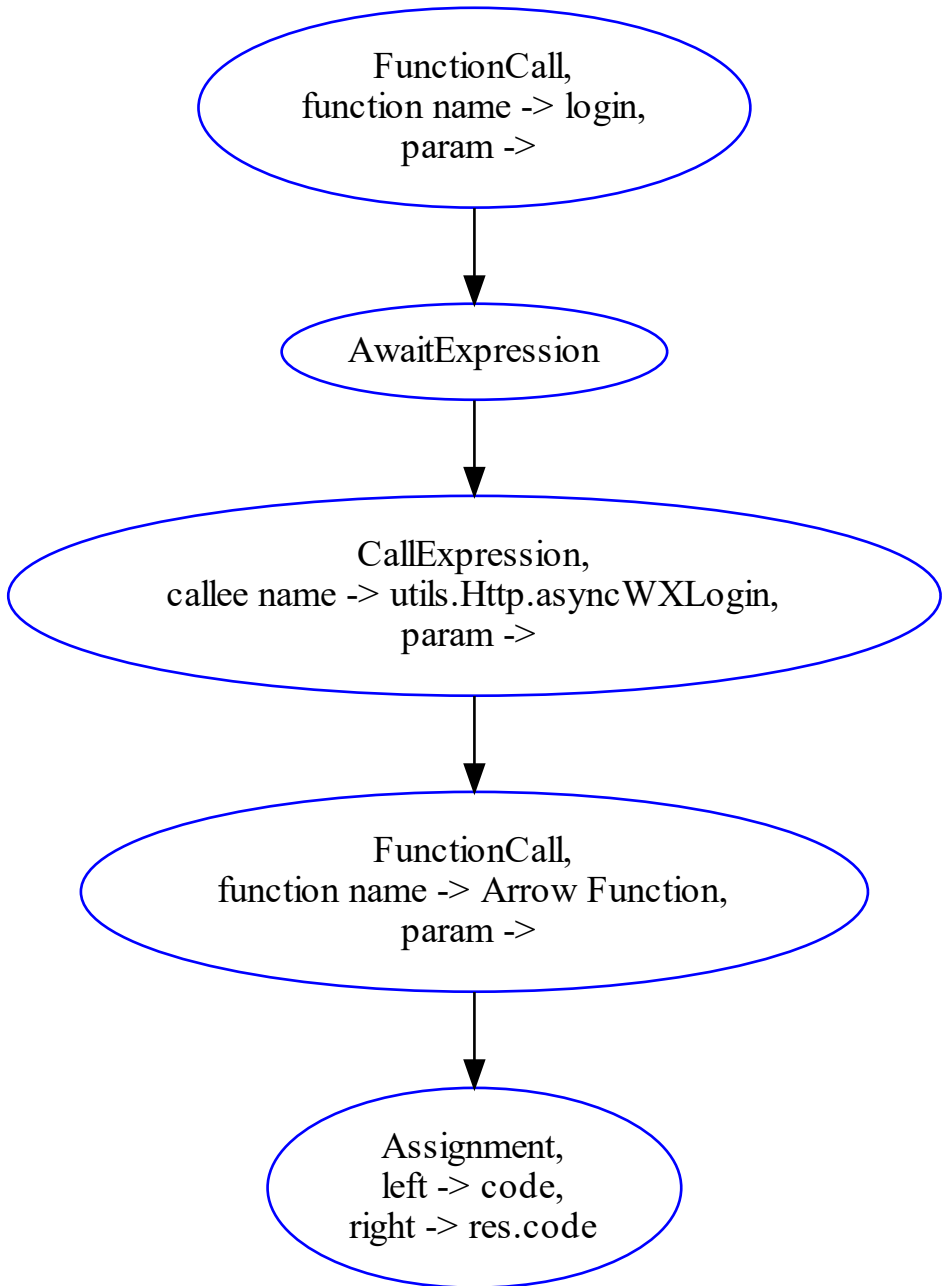 FunctionCall,
function name -> login,
param ->
AwaitExpression
CallExpression,
callee name -> utils.Http.asyncWXLogin,
param ->
FunctionCall,
function name -> Arrow Function,
param ->
Assignment,
left -> code,
right -> res.code